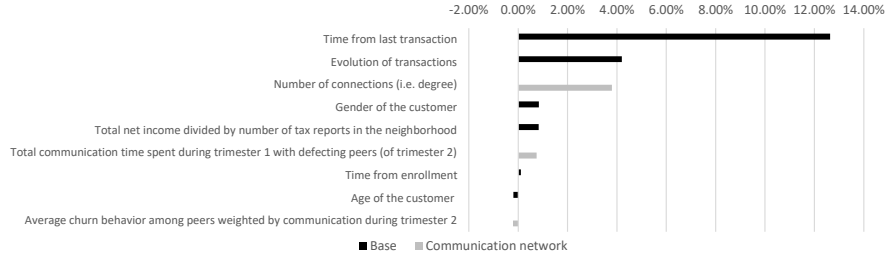 -2.00% 0.00% 2.00% 4.00% 6.00% 8.00% 10.00% 12.00% 14.00%
Time from last transaction
Evolution of transactions
Number of connections (i.e. degree)
Gender of the customer
Total net income divided by number of tax reports in the neighborhood
Total communication time spent during trimester 1 with defecting peers (of trimester 2)
Time from enrollment
Age of the customer
Average churn behavior among peers weighted by communication during trimester 2
Base Communication network